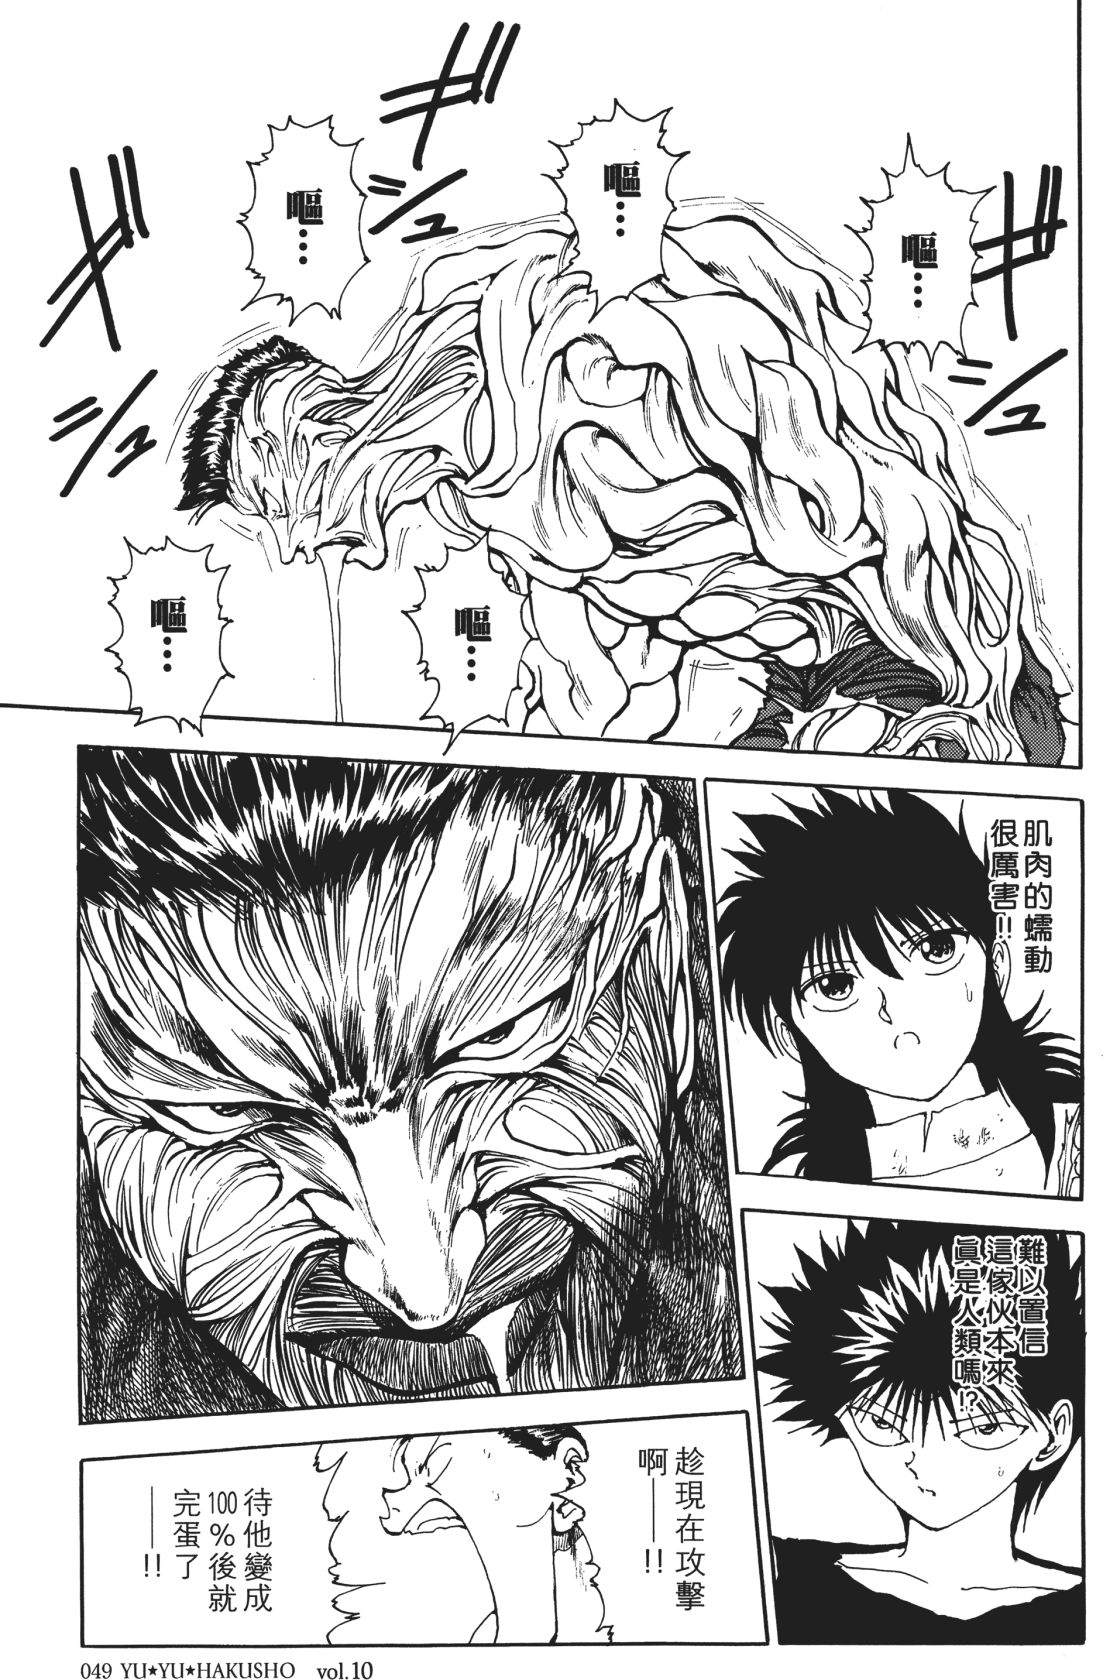 ギシュ
ギシュ
ギシュ
嘔…
嘔…
嘔…
嘔…
嘔…
肌肉的蠕動
很厲害!!
難以置信
這傢伙本來
眞是人類嗎!?
趁現在攻擊
啊——!!
待他變成
100%後就
完蛋了
——!!
049 YU★YU★HAKUSHO vol.10